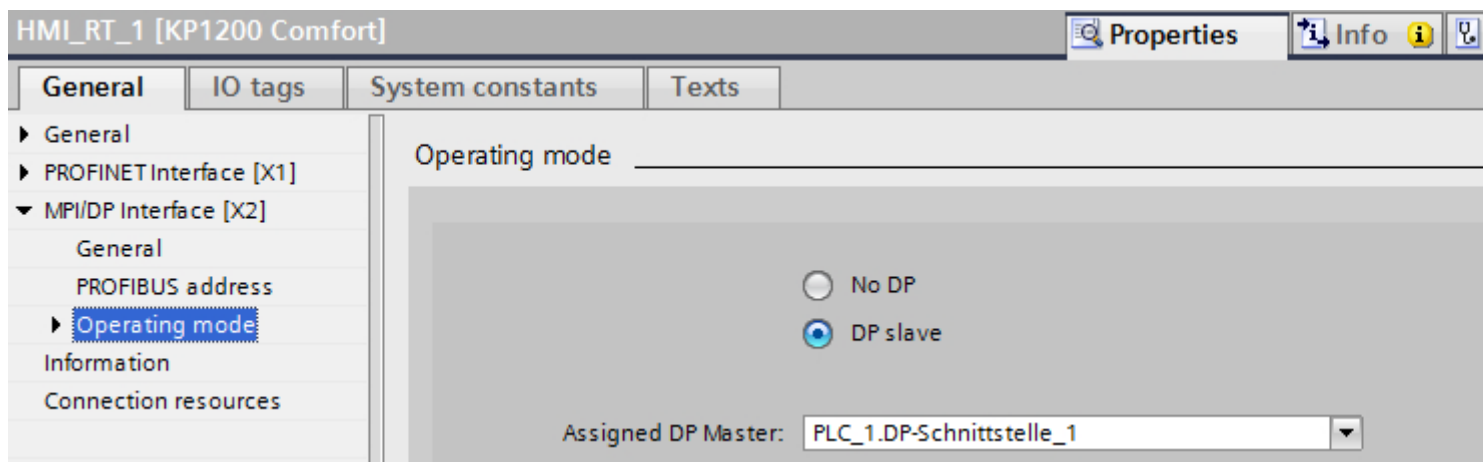 HMI_RT_1 [KP1200 Comfort]
Properties
Info
General
IO tags
System constants
Texts
General
PROFINET Interface [X1]
MPI/DP Interface [X2]
General
PROFIBUS address
Operating mode
Information
Connection resources
Operating mode
No DP
DP slave
Assigned DP Master:
PLC_1.DP-Schnittstelle_1